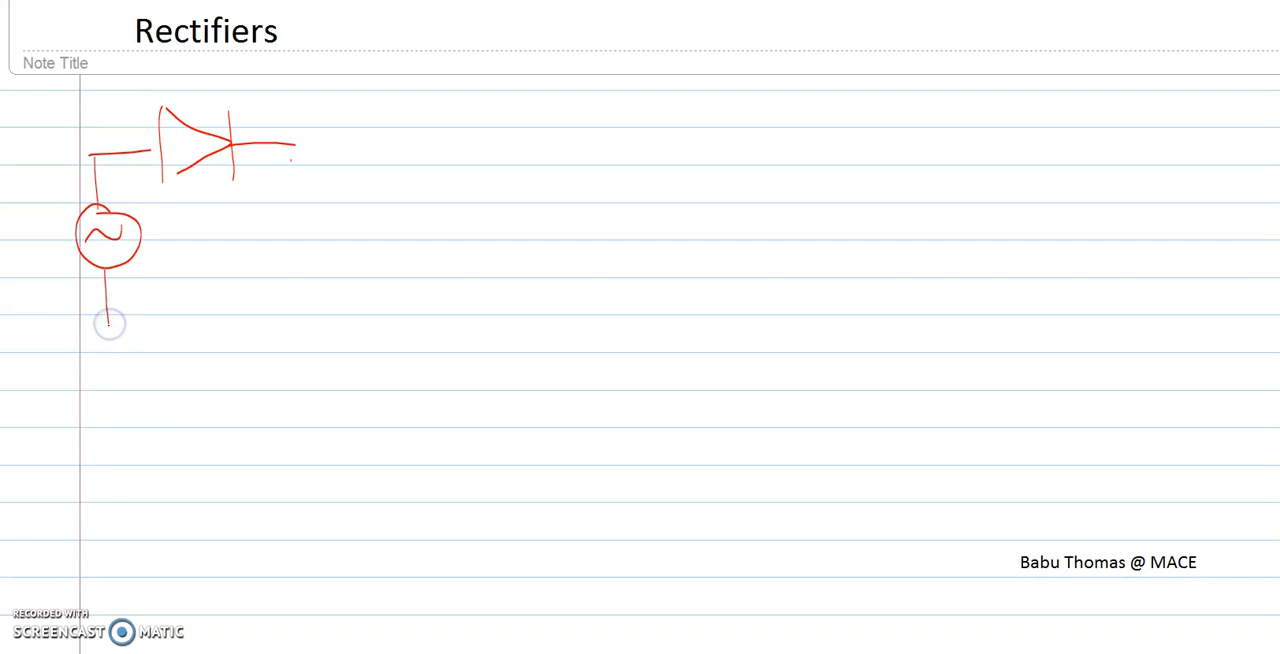 Rectifiers
Note Title
Babu Thomas @ MACE
RECORDED WITH
SCREENCAST MATIC